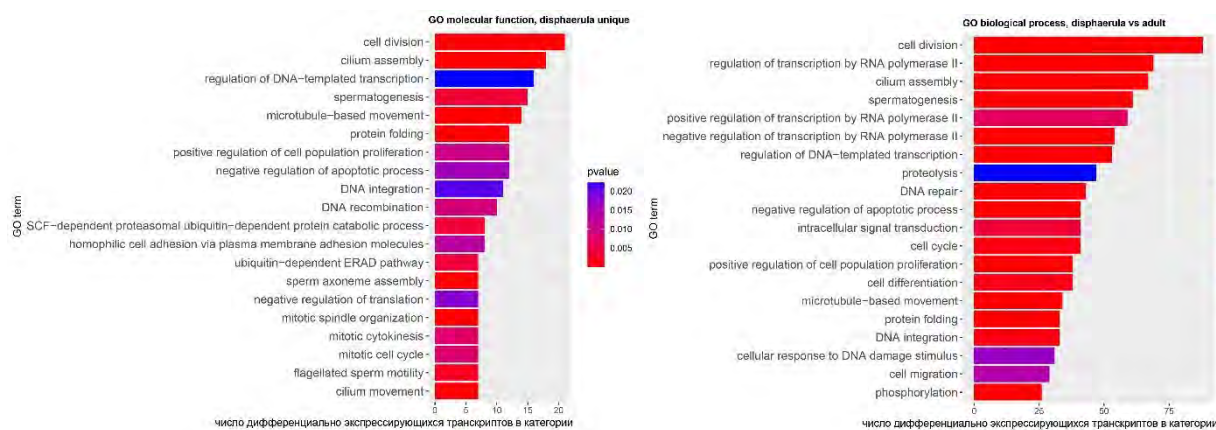 GO molecular function, disphaerula unique
GO term
cell division
cilium assembly
regulation of DNA-templated transcription
spermatogenesis
microtubule-based movement
protein folding
positive regulation of cell population proliferation
negative regulation of apoptotic process
DNA integration
DNA recombination
SCF-dependent proteasomal ubiquitin-dependent protein catabolic process
homophilic cell adhesion via plasma membrane adhesion molecules
ubiquitin-dependent ERAD pathway
sperm axoneme assembly
negative regulation of translation
mitotic spindle organization
mitotic cytokinesis
mitotic cell cycle
flagellated sperm motility
cilium movement
0 5 10 15 20
число дифференциально экспрессирующихся транскриптов в категории
pvalue
0.020
0.015
0.010
0.005
GO biological process, disphaerula vs adult
GO term
cell division
regulation of transcription by RNA polymerase II
cilium assembly
spermatogenesis
positive regulation of transcription by RNA polymerase II
negative regulation of transcription by RNA polymerase II
regulation of DNA-templated transcription
proteolysis
DNA repair
negative regulation of apoptotic process
intracellular signal transduction
cell cycle
positive regulation of cell population proliferation
cell differentiation
microtubule-based movement
protein folding
DNA integration
cellular response to DNA damage stimulus
cell migration
phosphorylation
0 25 50 75
число дифференциально экспрессирующихся транскриптов в категории